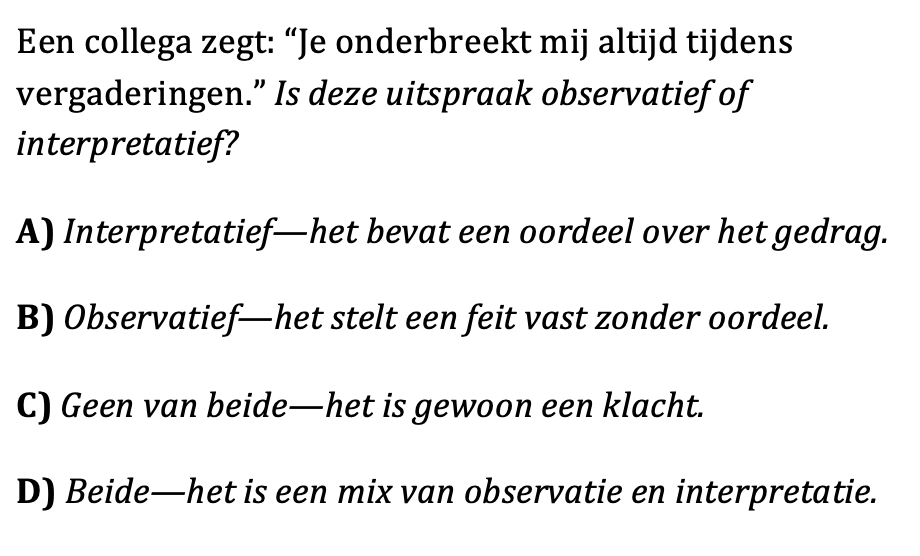 Een collega zegt: “Je onderbreekt mij altijd tijdens
vergaderingen.” Is deze uitspraak observatief of
interpretatief?
A) Interpretatief—het bevat een oordeel over het gedrag.
B) Observatief—het stelt een feit vast zonder oordeel.
C) Geen van beide—het is gewoon een klacht.
D) Beide—het is een mix van observatie en interpretatie.